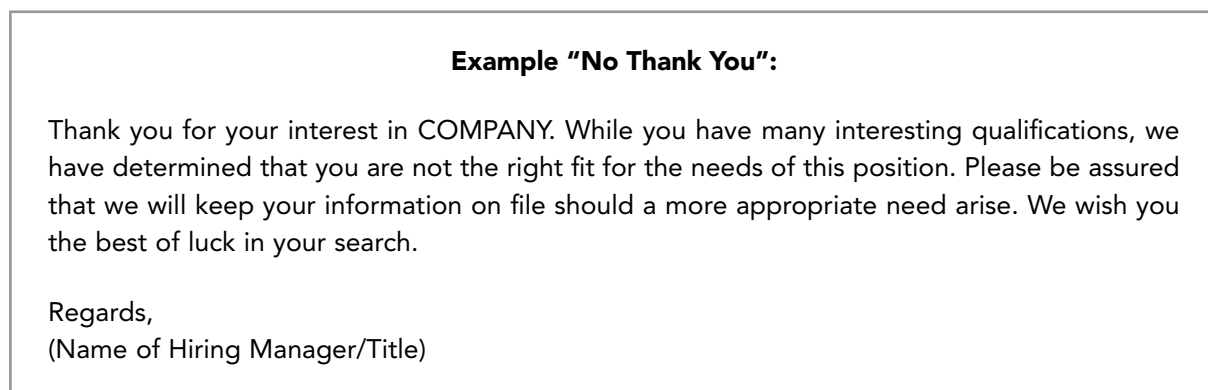 Example “No Thank You”:
Thank you for your interest in COMPANY. While you have many interesting qualifications, we
have determined that you are not the right fit for the needs of this position. Please be assured
that we will keep your information on file should a more appropriate need arise. We wish you
the best of luck in your search.
Regards,
(Name of Hiring Manager/Title)